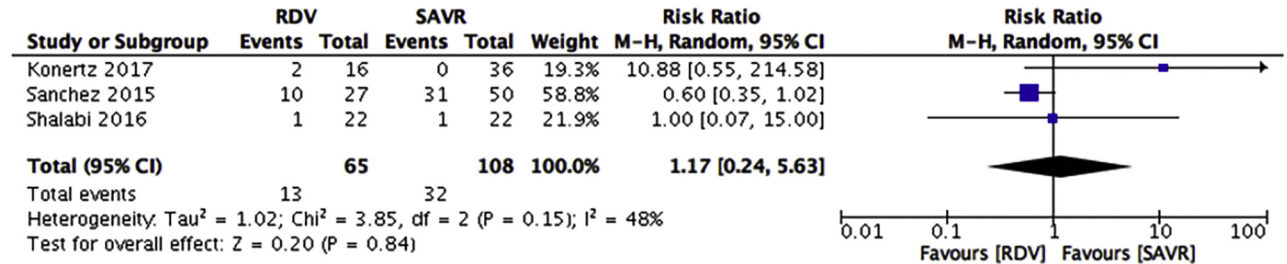 RDV SAVR Risk Ratio Risk Ratio
Study or Subgroup Events Total Events Total Weight M-H, Random, 95% CI M-H, Random, 95% CI
Konertz 2017 2 16 0 36 19.3% 10.88 [0.55, 214.58]
Sanchez 2015 10 27 31 50 58.8% 0.60 [0.35, 1.02]
Shalabi 2016 1 22 1 22 21.9% 1.00 [0.07, 15.00]
Total (95% CI) 65 108 100.0% 1.17 [0.24, 5.63]
Total events 13 32
Heterogeneity: Tau² = 1.02; Chi² = 3.85, df = 2 (P = 0.15); I² = 48%
Test for overall effect: Z = 0.20 (P = 0.84)
0.01 0.1 1 10 100
Favours [RDV] Favours [SAVR]